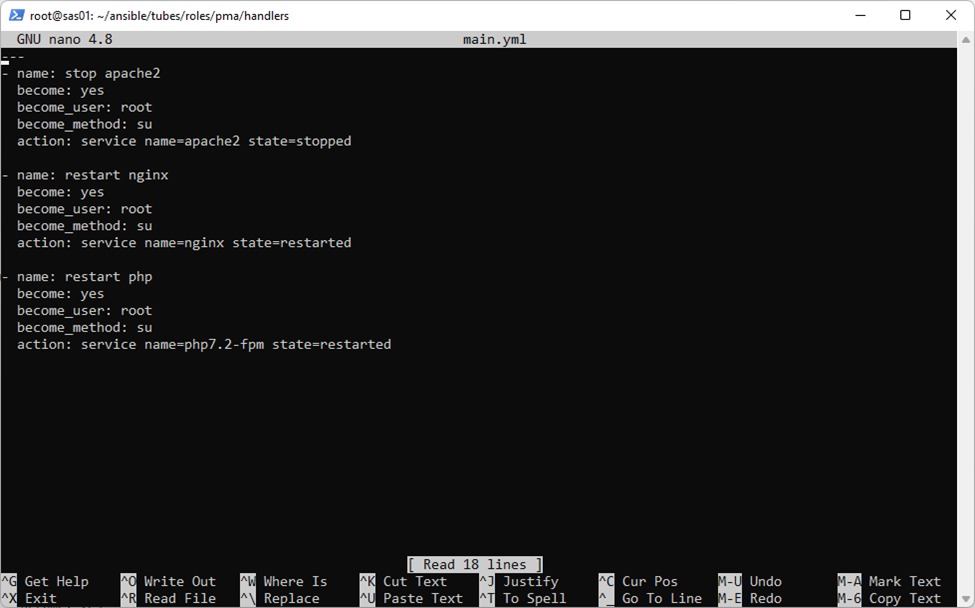 root@sas01: ~/ansible/tubes/roles/pma/handlers
GNU nano 4.8 main.yml
---
- name: stop apache2
  become: yes
  become_user: root
  become_method: su
  action: service name=apache2 state=stopped

- name: restart nginx
  become: yes
  become_user: root
  become_method: su
  action: service name=nginx state=restarted

- name: restart php
  become: yes
  become_user: root
  become_method: su
  action: service name=php7.2-fpm state=restarted

[ Read 18 lines ]
^G Get Help ^O Write Out ^W Where Is ^K Cut Text ^J Justify ^C Cur Pos M-U Undo M-A Mark Text
^X Exit ^R Read File ^\ Replace ^U Paste Text ^T To Spell ^_ Go To Line M-E Redo M-6 Copy Text